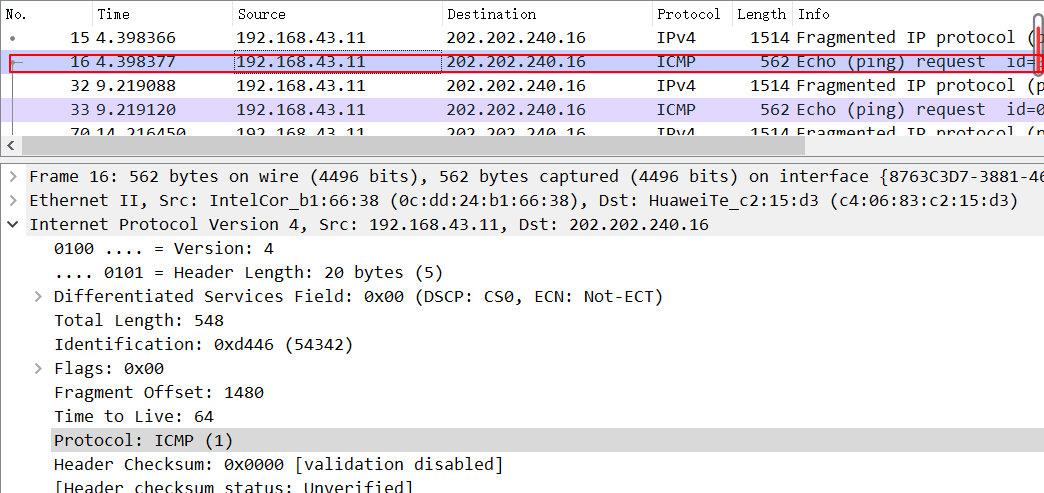 No. Time Source Destination Protocol Length Info
15 4.398366 192.168.43.11 202.202.240.16 IPv4 1514 Fragmented IP protocol (p
16 4.398377 192.168.43.11 202.202.240.16 ICMP 562 Echo (ping) request id=
32 9.219088 192.168.43.11 202.202.240.16 IPv4 1514 Fragmented IP protocol (p
33 9.219120 192.168.43.11 202.202.240.16 ICMP 562 Echo (ping) request id=0
70 14.216450 192.168.43.11 202.202.240.16 IPv4 1514 Fragmented IP protocol (p
Frame 16: 562 bytes on wire (4496 bits), 562 bytes captured (4496 bits) on interface {8763C3D7-3881-46
Ethernet II, Src: IntelCor_b1:66:38 (0c:dd:24:b1:66:38), Dst: HuaweiTe_c2:15:d3 (c4:06:83:c2:15:d3)
Internet Protocol Version 4, Src: 192.168.43.11, Dst: 202.202.240.16
0100 .... = Version: 4
.... 0101 = Header Length: 20 bytes (5)
Differentiated Services Field: 0x00 (DSCP: CS0, ECN: Not-ECT)
Total Length: 548
Identification: 0xd446 (54342)
Flags: 0x00
Fragment Offset: 1480
Time to Live: 64
Protocol: ICMP (1)
Header Checksum: 0x0000 [validation disabled]
[Header checksum status: Unverified]